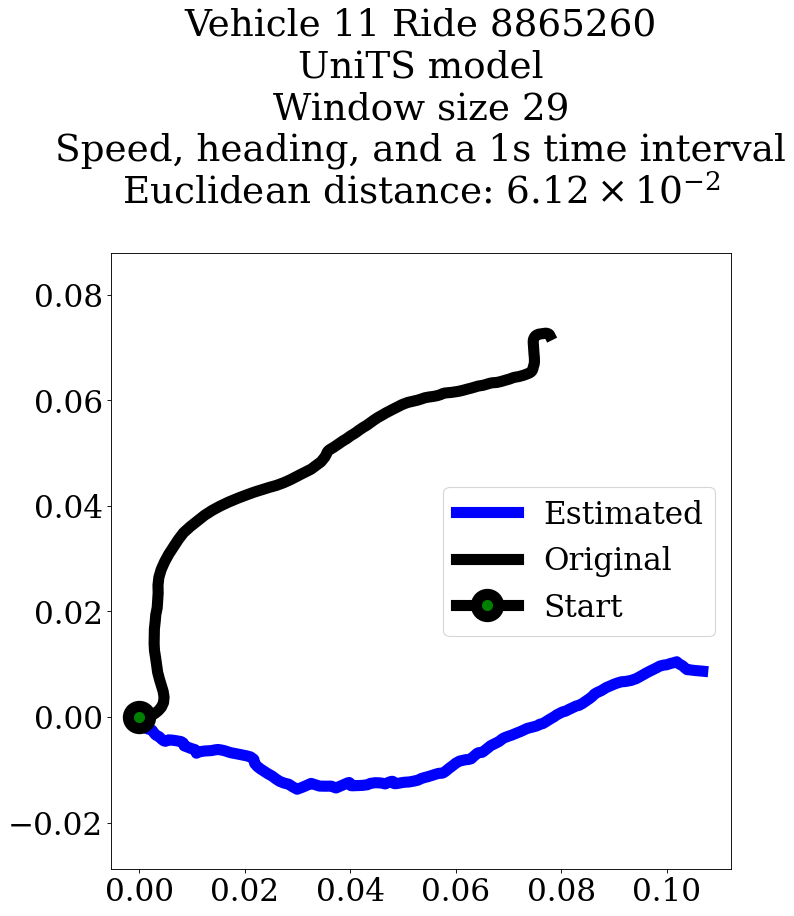 Vehicle 11 Ride 8865260
UniTS model
Window size 29
Speed, heading, and a 1s time interval
Euclidean distance: 6.12 × 10⁻²
0.08
0.06
0.04
0.02
0.00
−0.02
Estimated
Original
Start
0.00 0.02 0.04 0.06 0.08 0.10